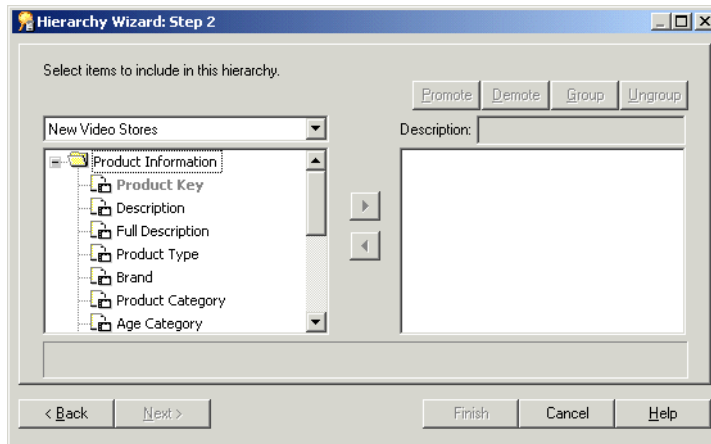 Hierarchy Wizard: Step 2
Select items to include in this hierarchy.
Promote Demote Group Ungroup
New Video Stores
Description:
Product Information
Product Key
Description
Full Description
Product Type
Brand
Product Category
Age Category
< Back Next > Finish Cancel Help